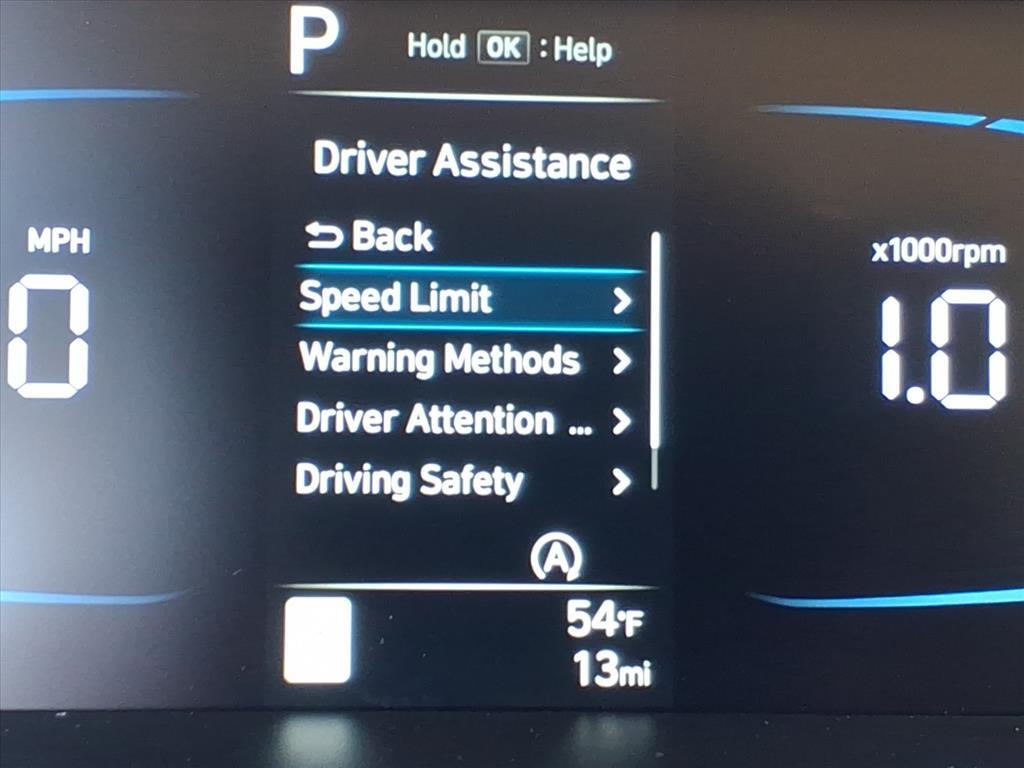 P
Hold OK : Help
Driver Assistance
Back
MPH
x1000rpm
0
1.0
Speed Limit
Warning Methods
Driver Attention ...
Driving Safety
A
54°F
13mi